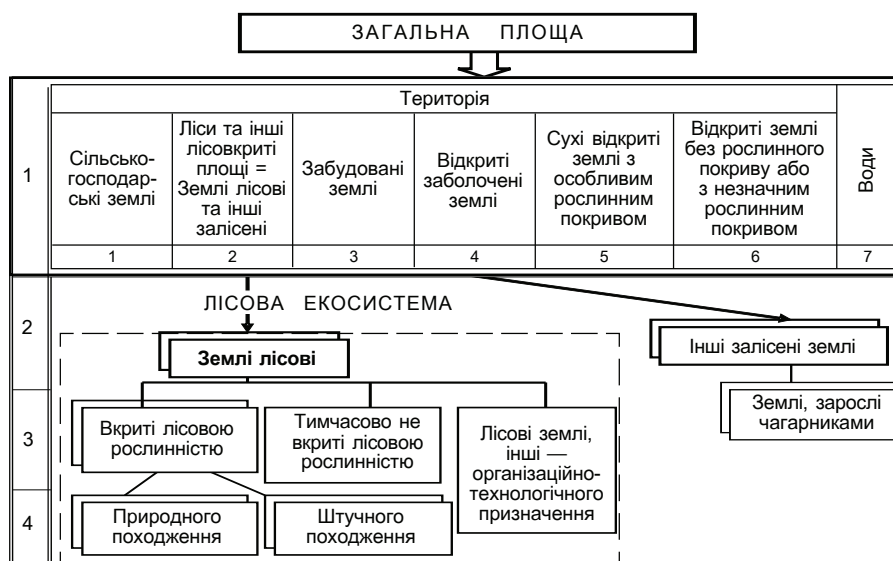 ЗАГАЛЬНА ПЛОЩА
1
Територія
Сільсько-
господар-
ські землі
Ліси та інші
лісовкриті
площі =
Землі лісові
та інші
залісені
Забудовані
землі
Відкриті
заболочені
землі
Сухі відкриті
землі з
особливим
рослинним
покривом
Відкриті землі
без рослинного
покриву або
з незначним
рослинним
покривом
Води
1 2 3 4 5 6 7
2
ЛІСОВА ЕКОСИСТЕМА
Землі лісові
Інші залісені землі
3
Вкриті лісовою
рослинністю
Тимчасово не
вкриті лісовою
рослинністю
Лісові землі,
інші —
організаційно-
технологічного
призначення
Землі, зарослі
чагарниками
4
Природного
походження
Штучного
походження